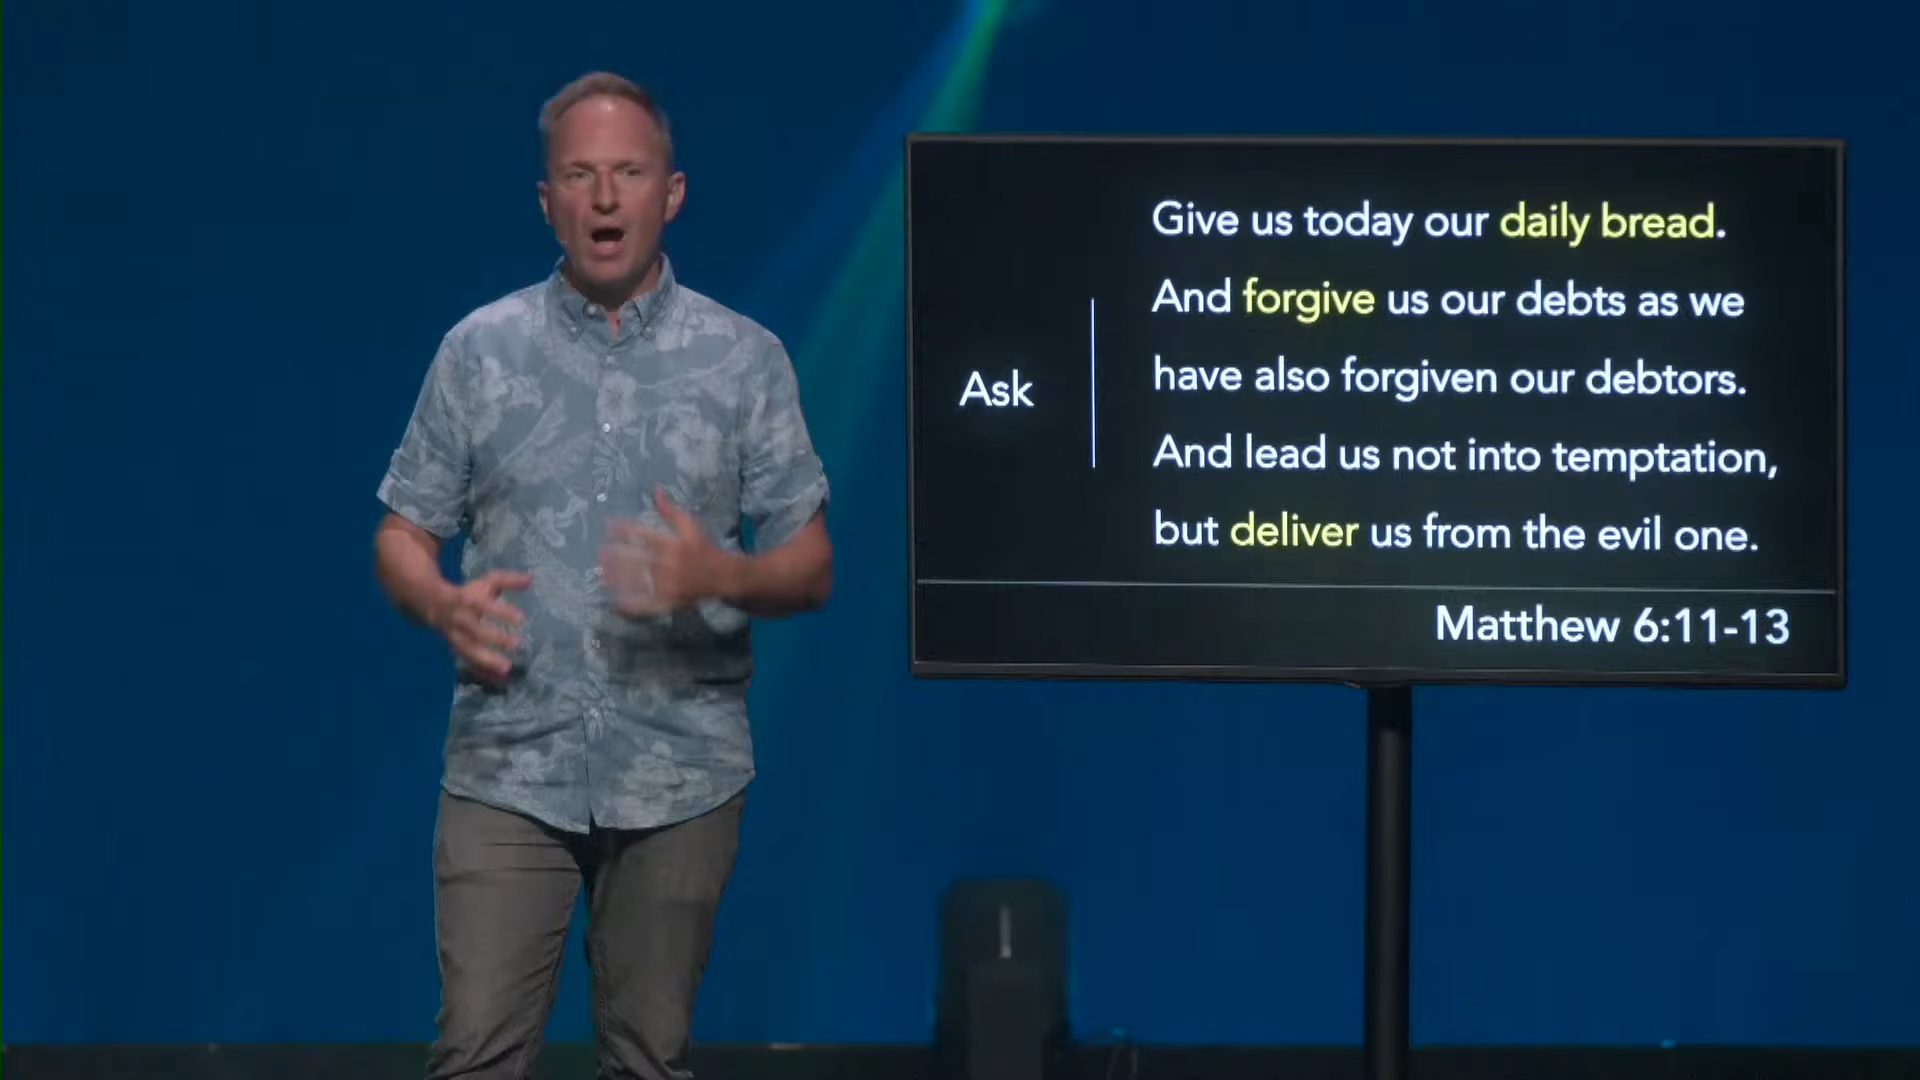 Ask
Give us today our daily bread.
And forgive us our debts as we
have also forgiven our debtors.
And lead us not into temptation,
but deliver us from the evil one.
Matthew 6:11-13